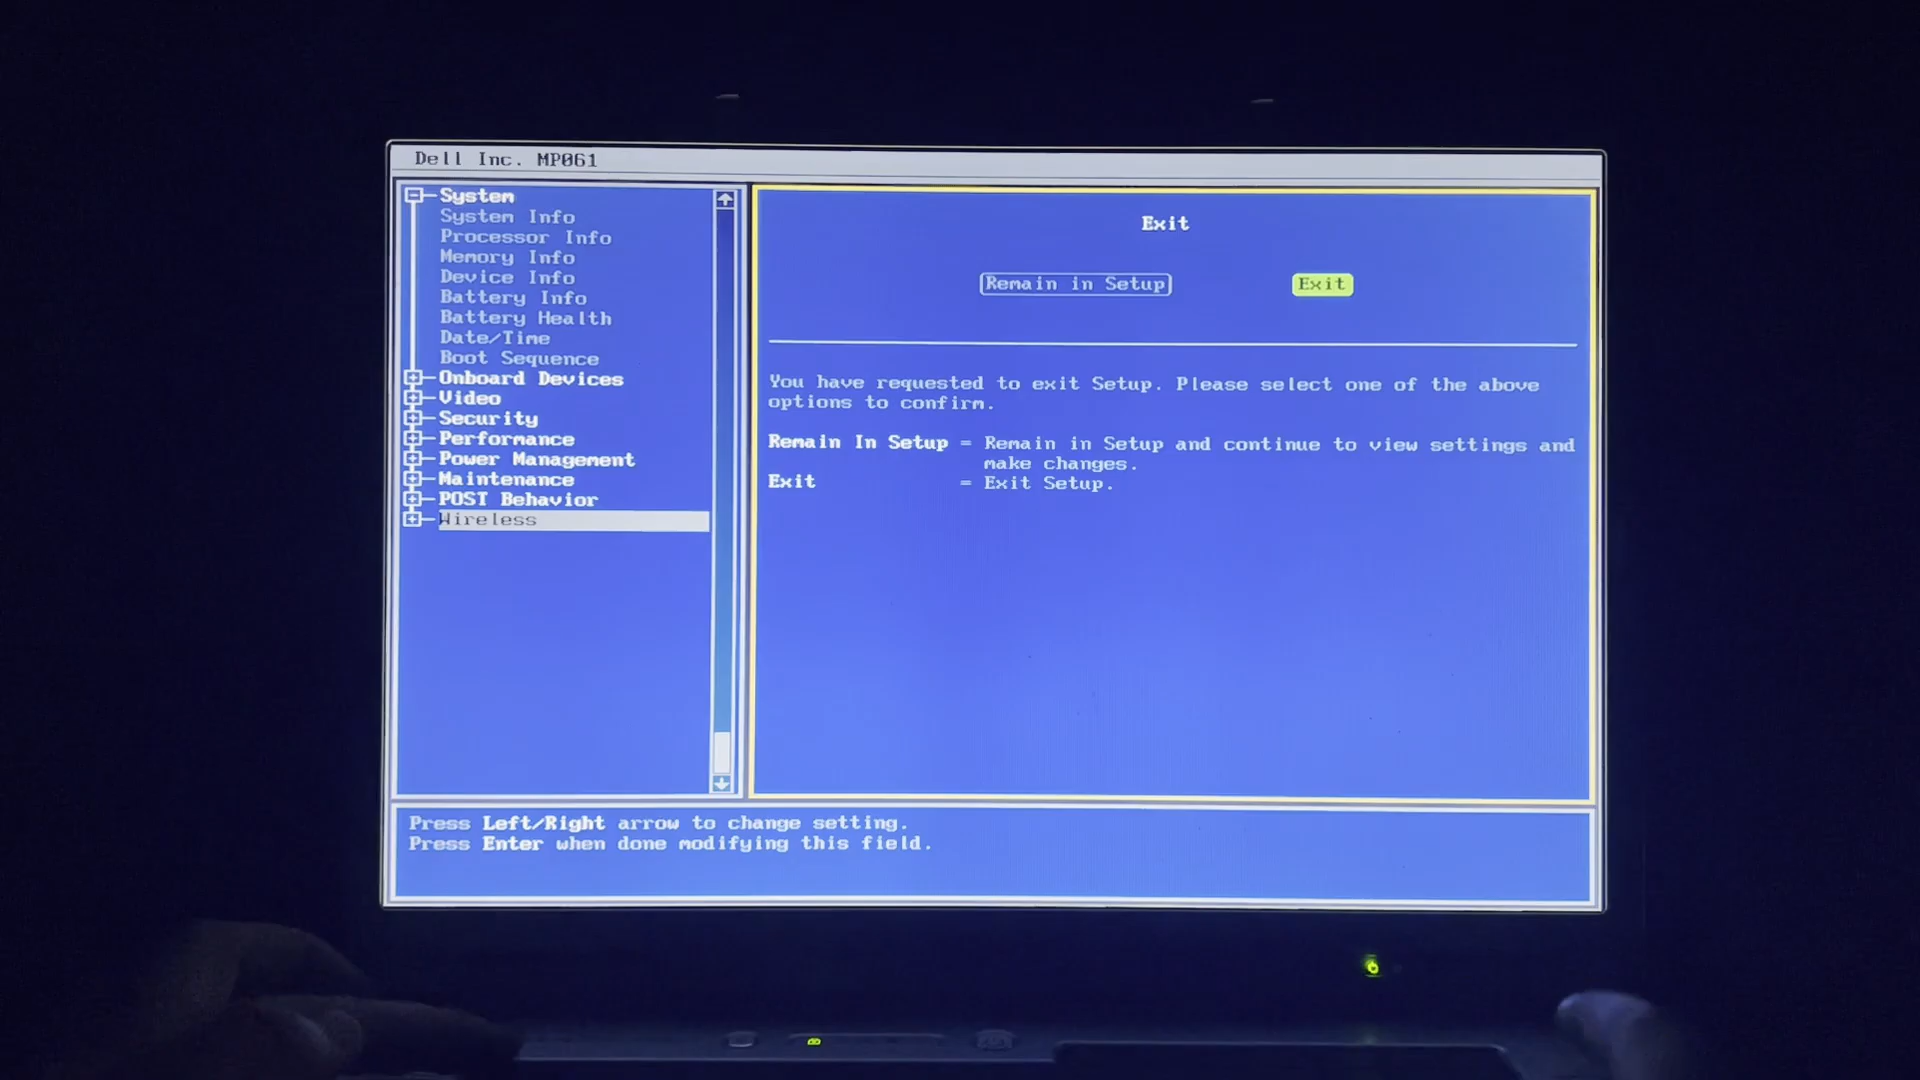 Dell Inc. MP061
System
System Info
Processor Info
Memory Info
Device Info
Battery Info
Battery Health
Date/Time
Boot Sequence
Onboard Devices
Video
Security
Performance
Power Management
Maintenance
POST Behavior
Wireless
Exit
Remain in Setup
Exit
You have requested to exit Setup. Please select one of the above
options to confirm.
Remain In Setup = Remain in Setup and continue to view settings and
make changes.
Exit = Exit Setup.
Press Left/Right arrow to change setting.
Press Enter when done modifying this field.